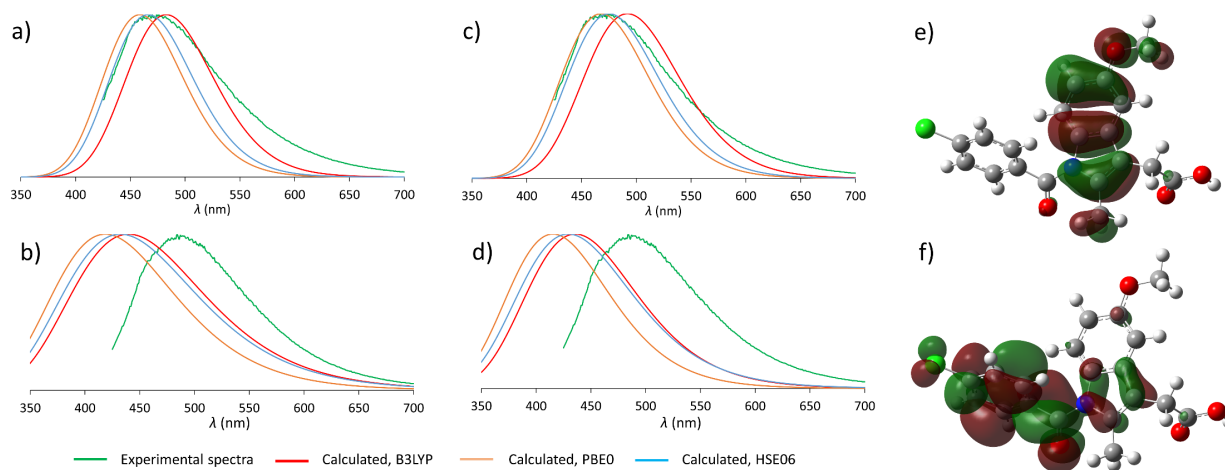 a)
c)
e)
350 400 450 500 550 600 650 700
λ (nm)
350 400 450 500 550 600 650 700
λ (nm)
b)
d)
f)
350 400 450 500 550 600 650 700
λ (nm)
350 400 450 500 550 600 650 700
λ (nm)
Experimental spectra Calculated, B3LYP Calculated, PBE0 Calculated, HSE06